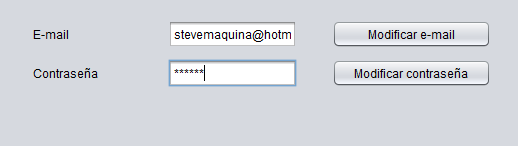 E-mail stevemaquina@hotm Modificar e-mail
Contraseña ****** Modificar contraseña